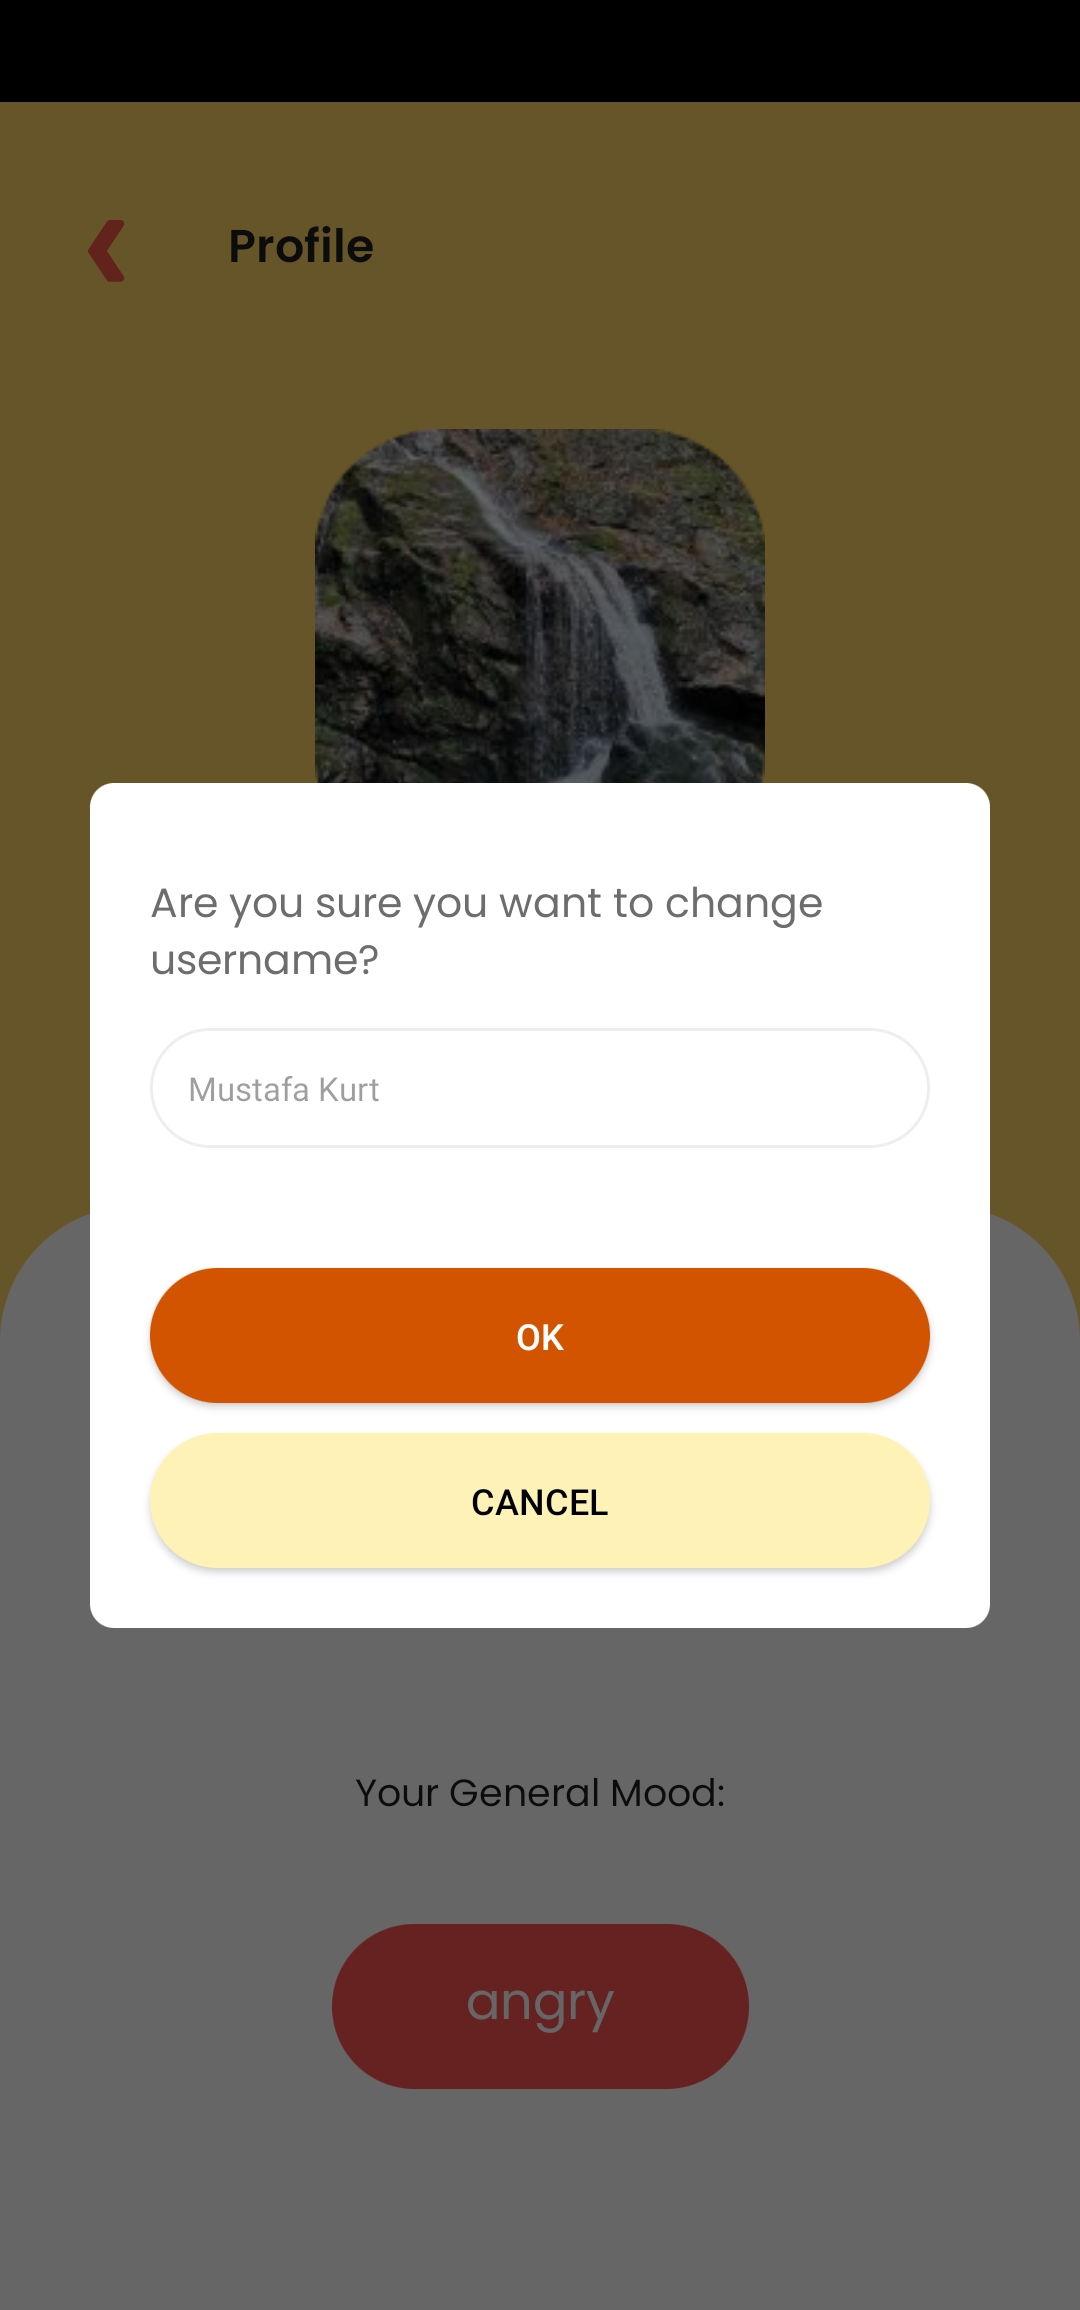 Profile
Are you sure you want to change
username?
Mustafa Kurt
OK
CANCEL
Your General Mood:
angry